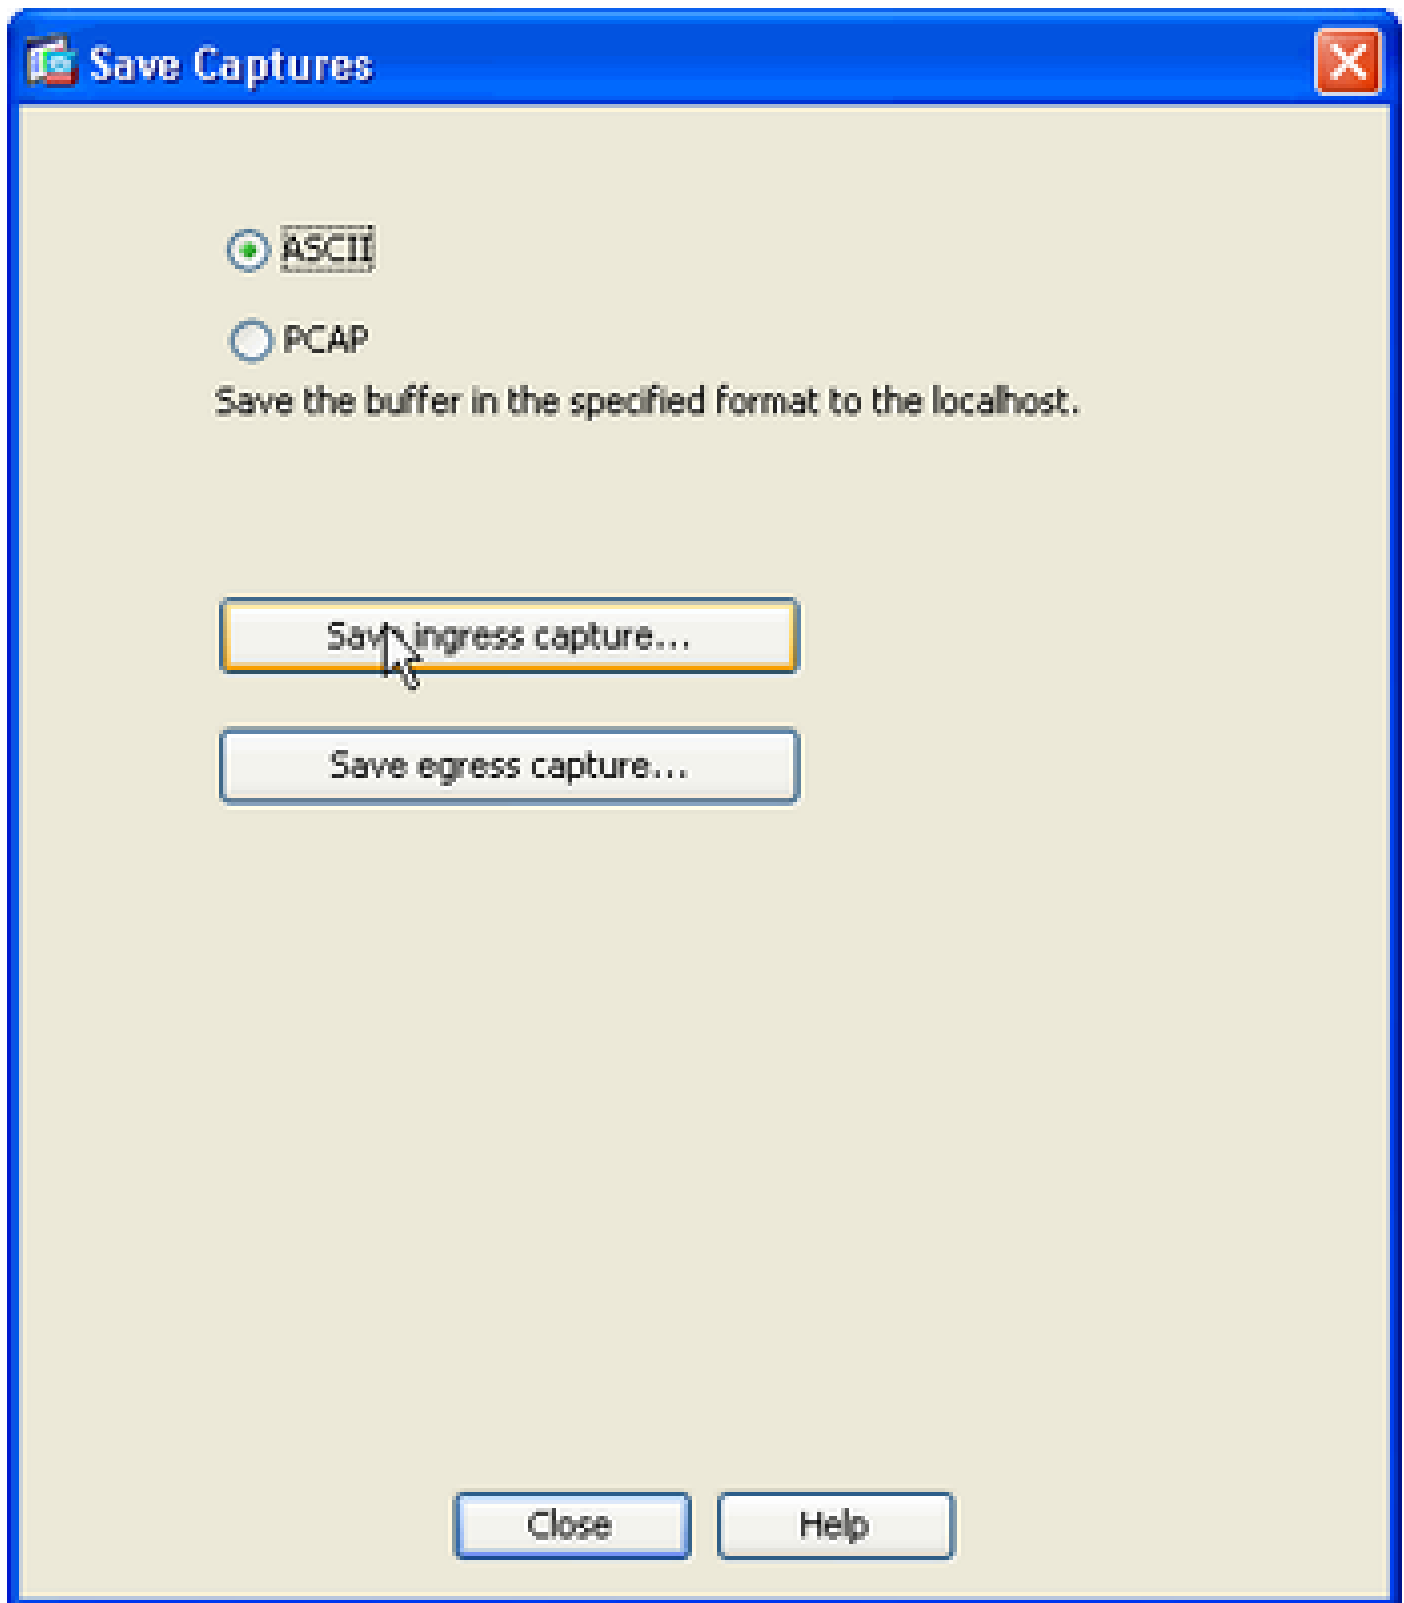 Save Captures
ASCII
PCAP
Save the buffer in the specified format to the localhost.
Save ingress capture...
Save egress capture...
Close
Help